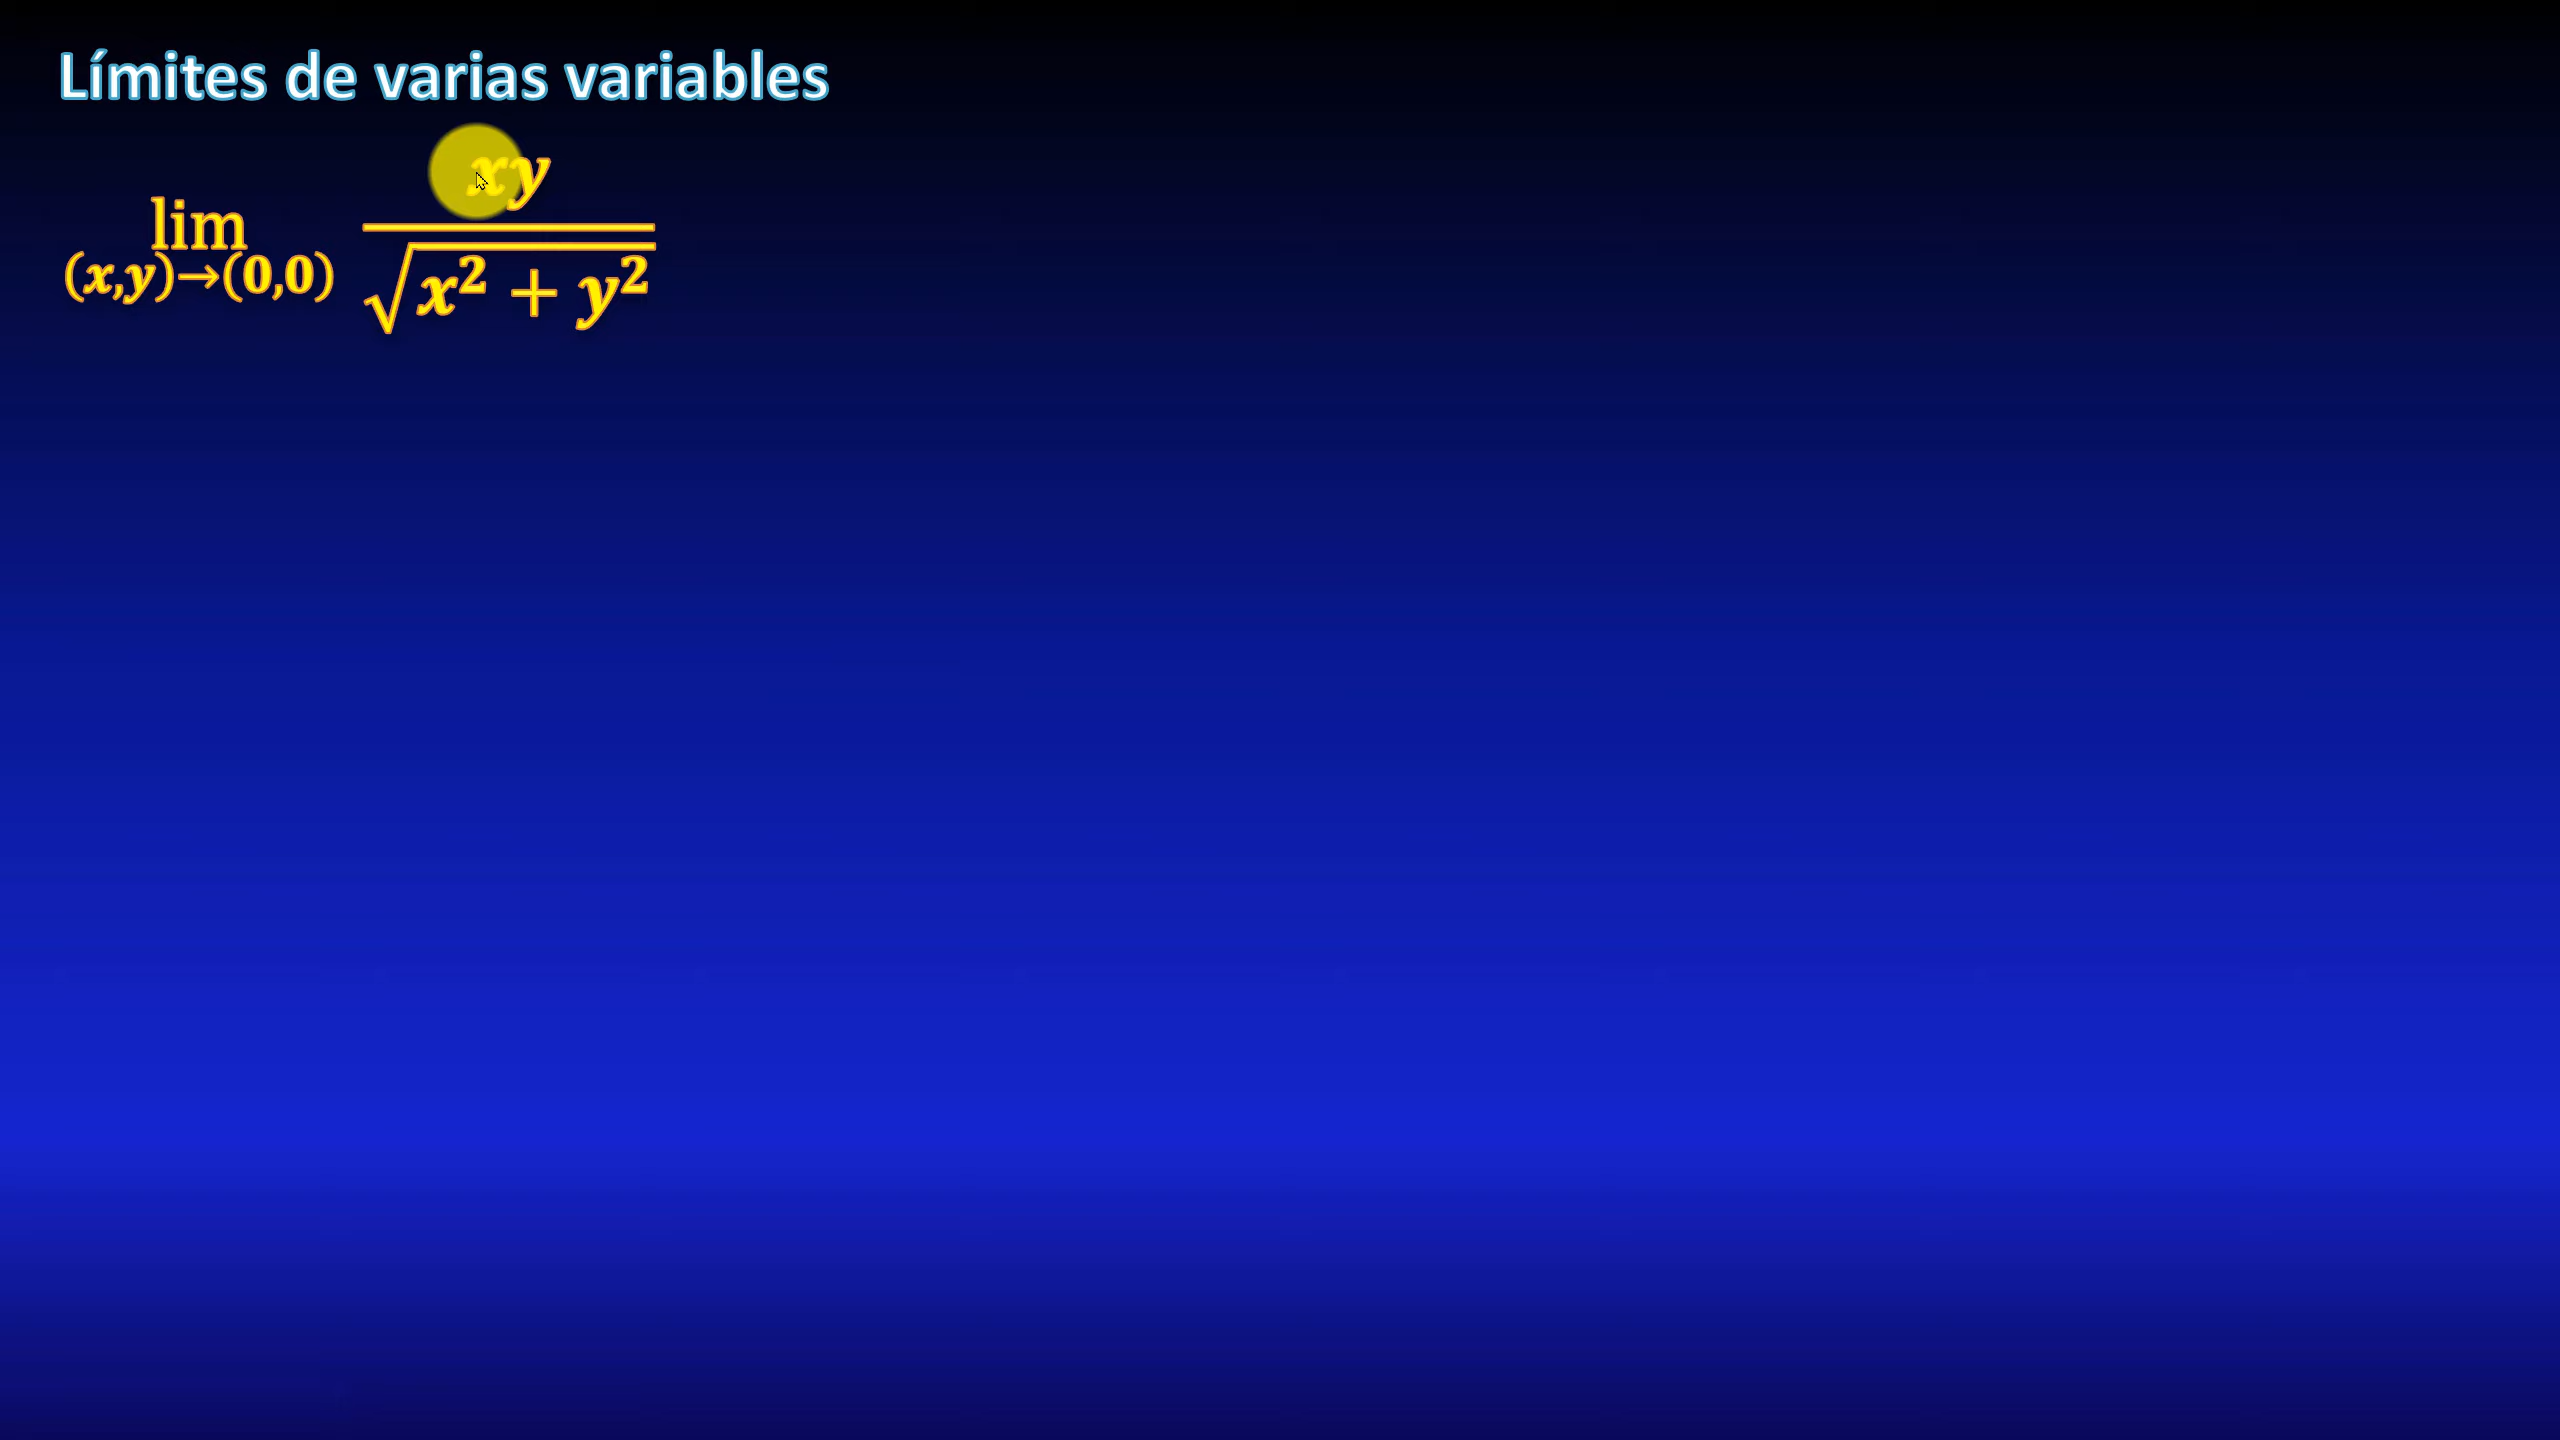 Límites de varias variables
lim (x,y)→(0,0) xy / √(x² + y²)